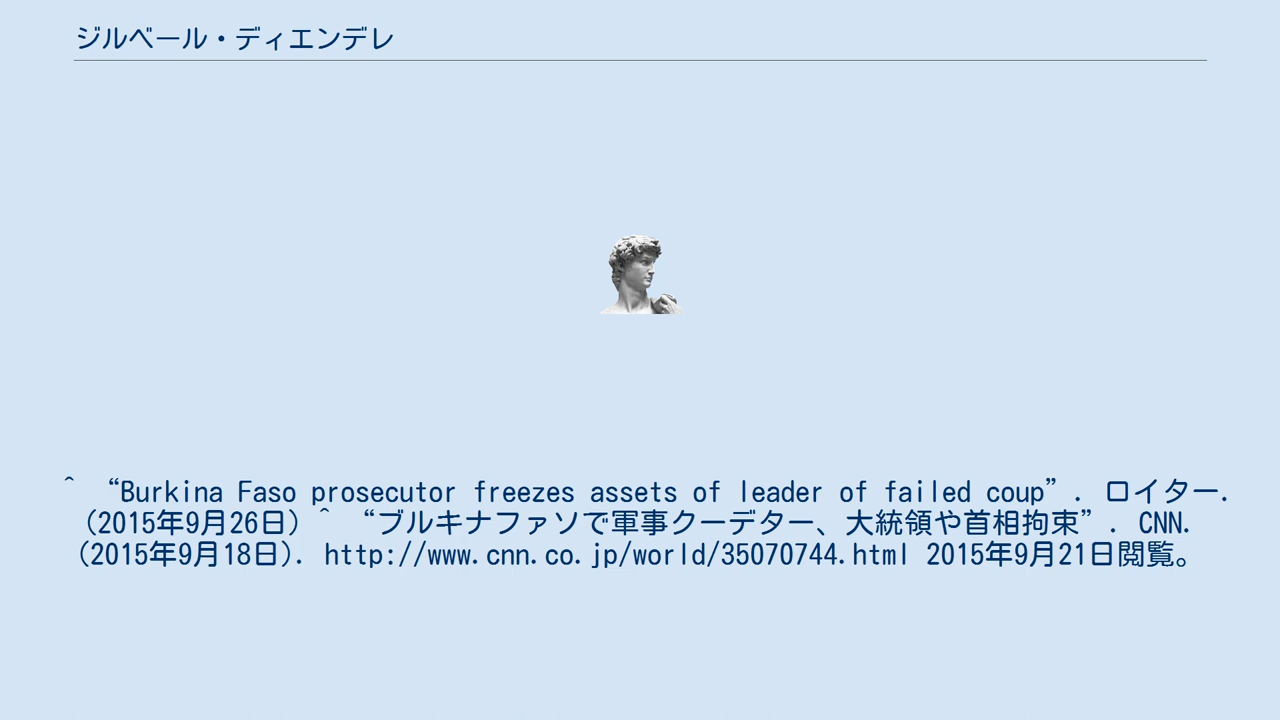 ジルベール・ディエンデレ
^ “Burkina Faso prosecutor freezes assets of leader of failed coup”. ロイター.
(2015年9月26日) ^ “ブルキナファソで軍事クーデター、大統領や首相拘束”. CNN.
(2015年9月18日). http://www.cnn.co.jp/world/35070744.html 2015年9月21日閲覧。